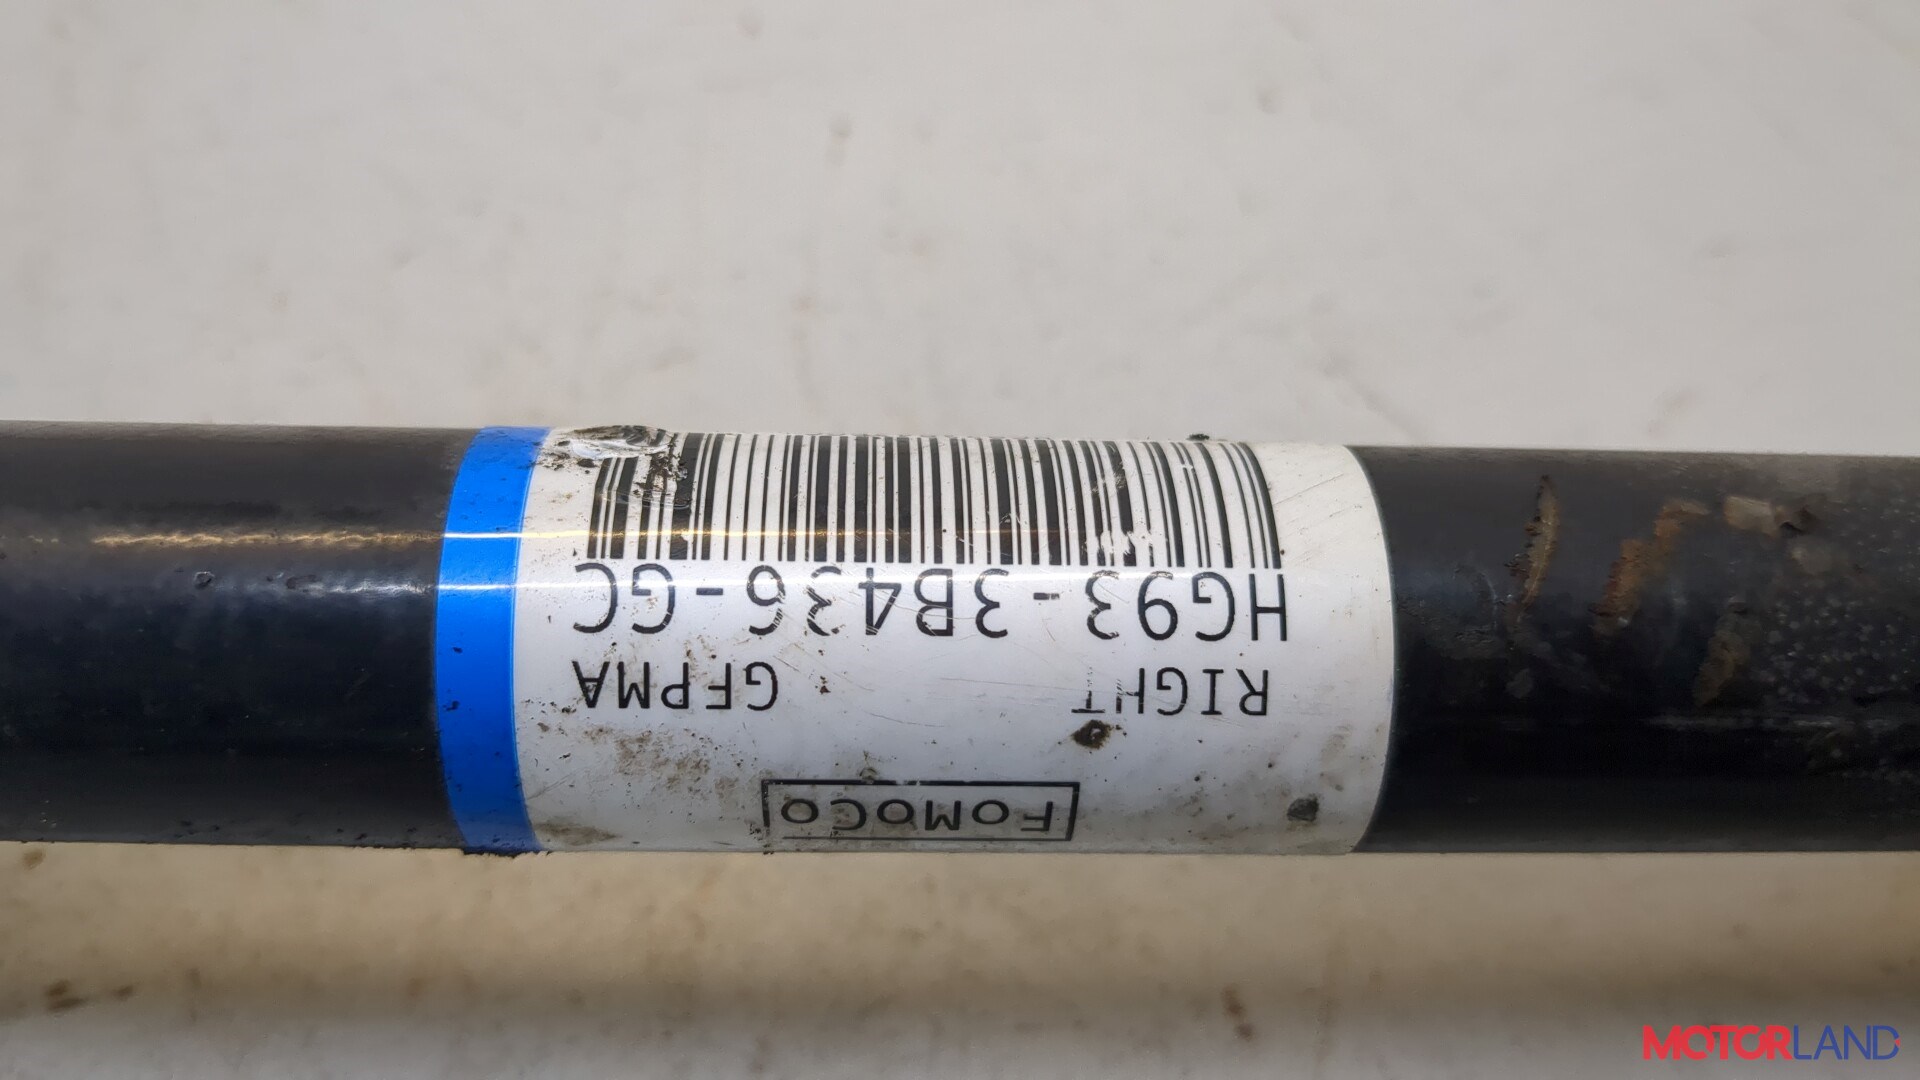 FoMoCo
RIGHT GFPMA
HG93-3B436-GC
MOTORLAND